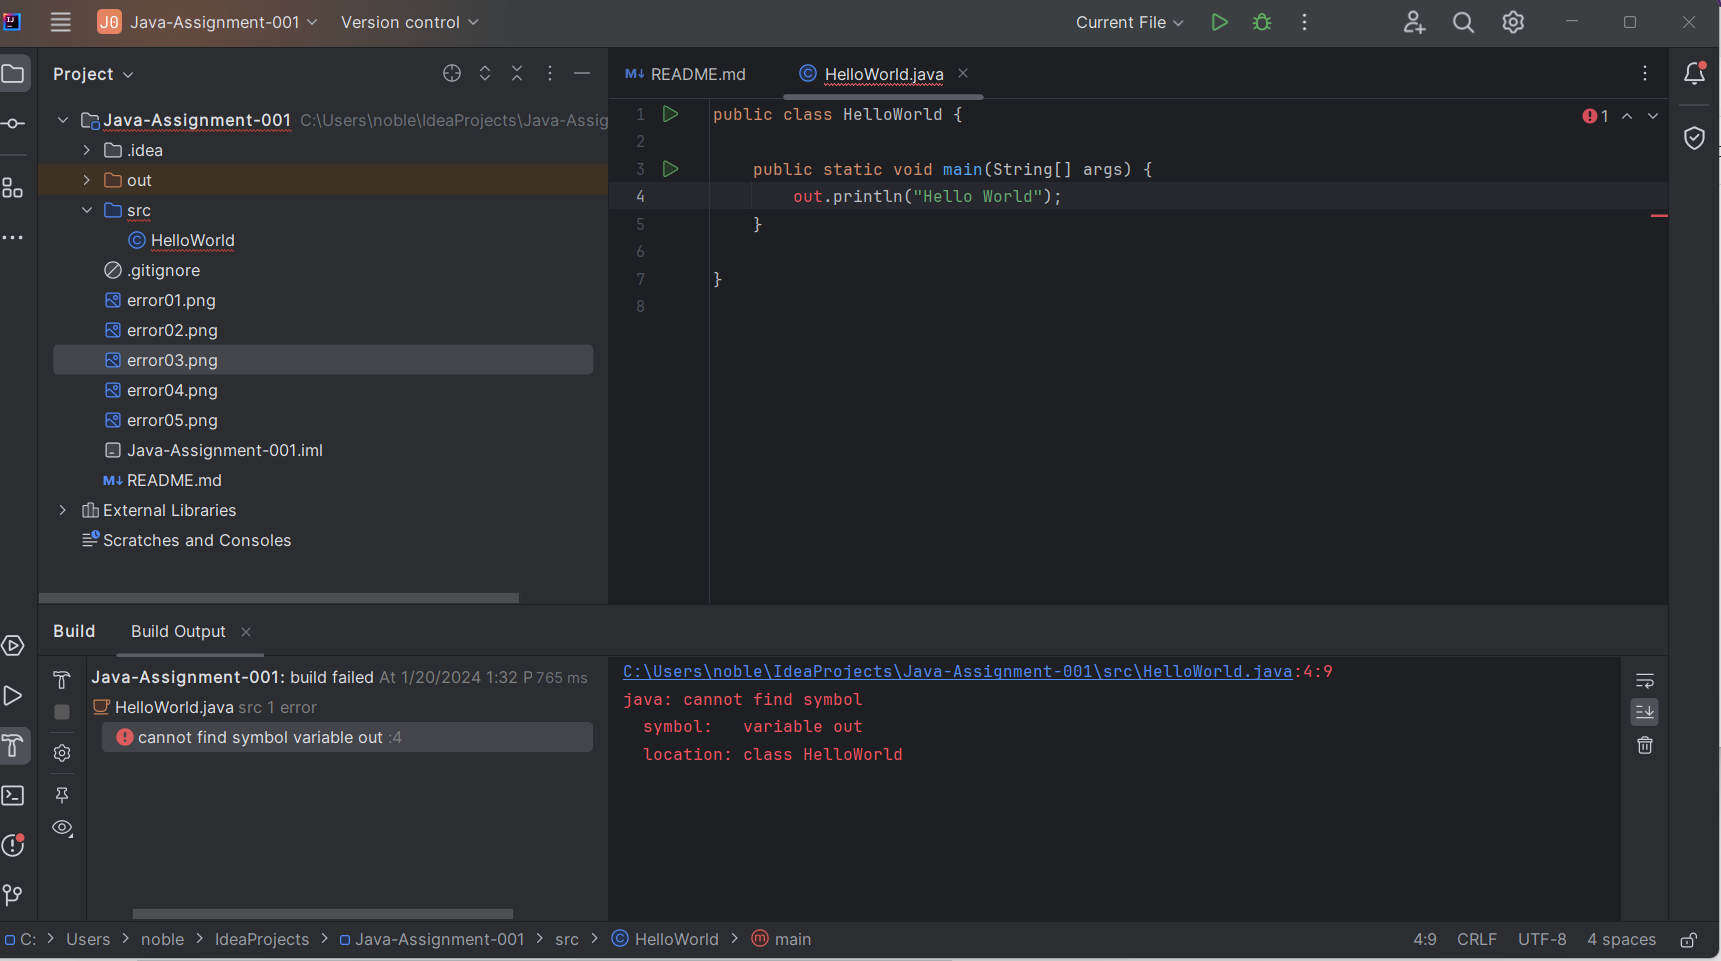 J0 Java-Assignment-001 Version control Current File
Project
README.md HelloWorld.java
Java-Assignment-001 C:\Users\noble\IdeaProjects\Java-Assig
.idea
out
src
HelloWorld
.gitignore
error01.png
error02.png
error03.png
error04.png
error05.png
Java-Assignment-001.iml
M↓ README.md
External Libraries
Scratches and Consoles
1 public class HelloWorld {
2
3 public static void main(String[] args) {
4 out.println("Hello World");
5 }
6
7 }
8
1
Build Build Output
Java-Assignment-001: build failed At 1/20/2024 1:32 P 765 ms
HelloWorld.java src 1 error
cannot find symbol variable out :4
C:\Users\noble\IdeaProjects\Java-Assignment-001\src\HelloWorld.java:4:9
java: cannot find symbol
symbol: variable out
location: class HelloWorld
C: > Users > noble > IdeaProjects > Java-Assignment-001 > src > HelloWorld > main
4:9 CRLF UTF-8 4 spaces